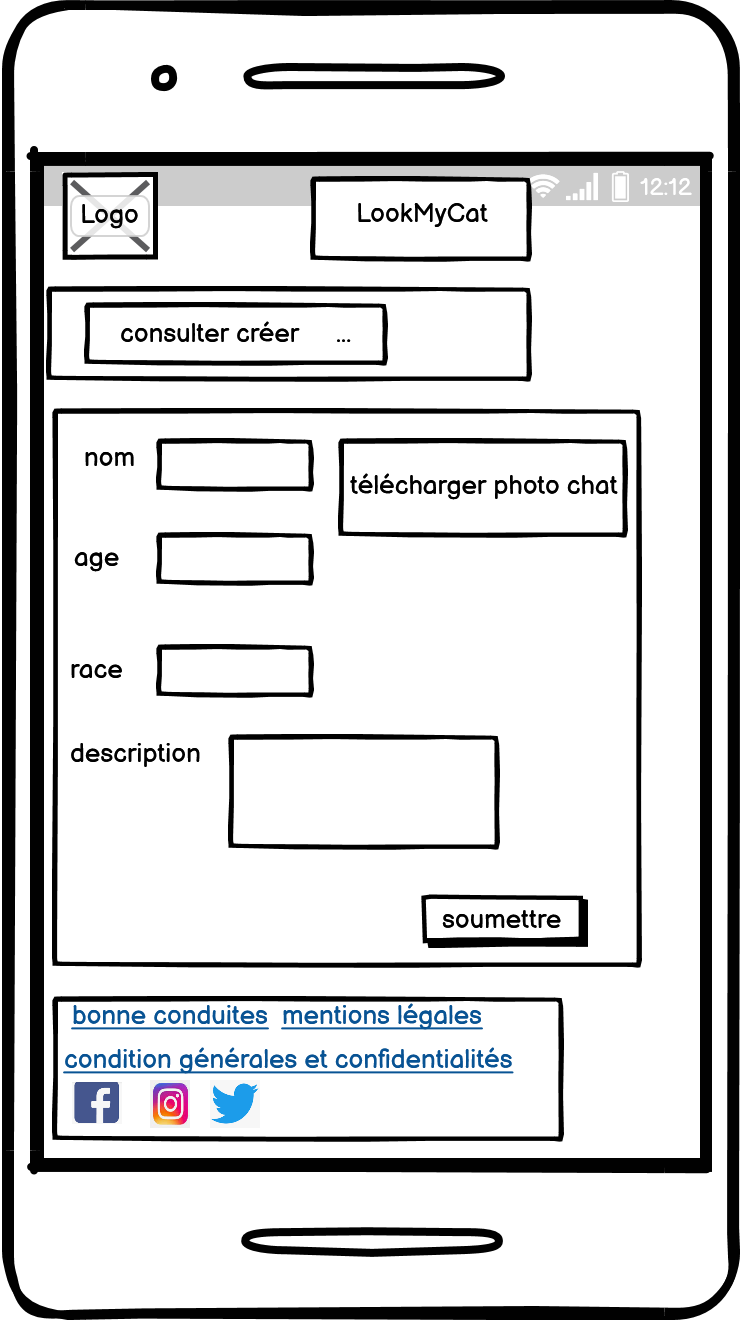 12:12
Logo
LookMyCat
consulter créer ...
nom
télécharger photo chat
age
race
description
soumettre
bonne conduites mentions légales
condition générales et confidentialités